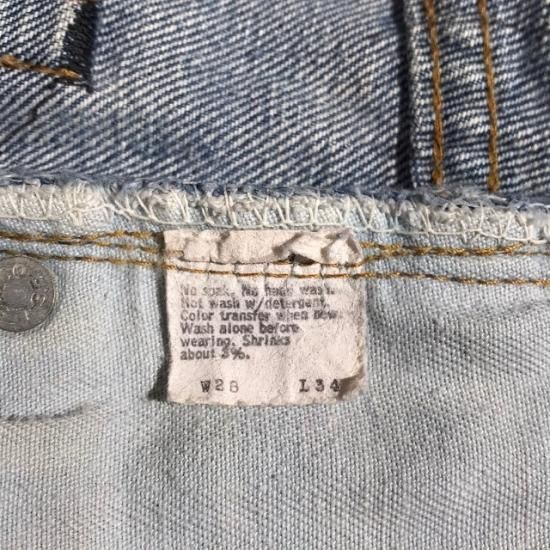 No soak. No hand wash.
Not wash w/detergent.
Color transfer when new.
Wash alone before
wearing. Shrinks
about 3%.
W28 L34